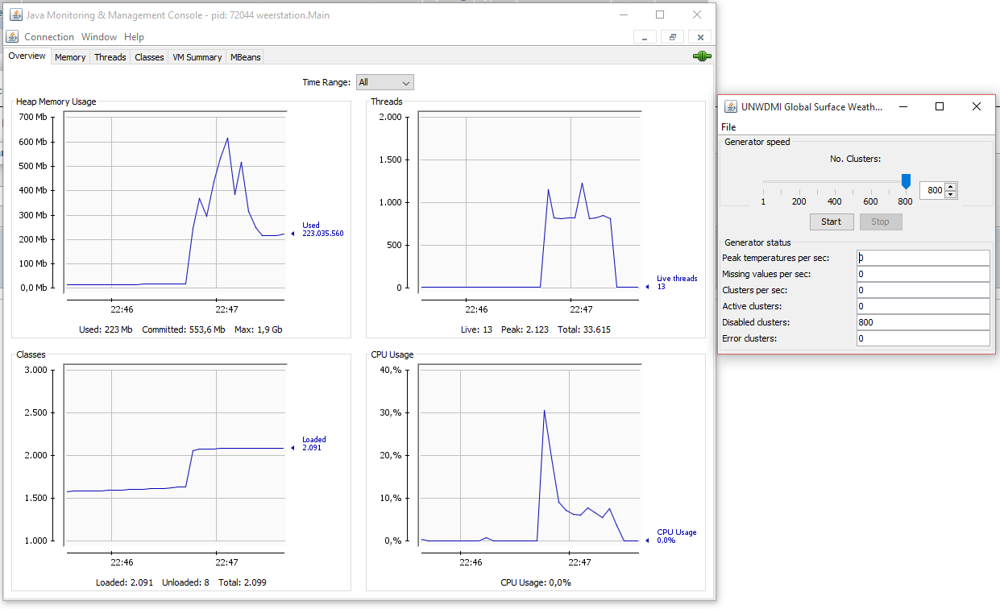 Java Monitoring & Management Console - pid: 72044 weerstation.Main
Connection Window Help
Overview Memory Threads Classes VM Summary MBeans
Time Range: All
Heap Memory Usage
700 Mb
600 Mb
500 Mb
400 Mb
300 Mb
200 Mb
100 Mb
0,0 Mb
Used
223.035.560
22:46 22:47
Used: 223 Mb Committed: 553,6 Mb Max: 1,9 Gb
Threads
2.000
1.500
1.000
500
0
Live threads
13
22:46 22:47
Live: 13 Peak: 2.123 Total: 33.615
Classes
3.000
2.500
2.000
1.500
1.000
Loaded
2.091
22:46 22:47
Loaded: 2.091 Unloaded: 8 Total: 2.099
CPU Usage
40,%
30,%
20,%
10,%
0,%
CPU Usage
0,0%
22:46 22:47
CPU Usage: 0,0%
UNWDMI Global Surface Weath...
File
Generator speed
No. Clusters:
1 200 400 600 800
800
Start Stop
Generator status
Peak temperatures per sec: 0
Missing values per sec: 0
Clusters per sec: 0
Active clusters: 0
Disabled clusters: 800
Error clusters: 0